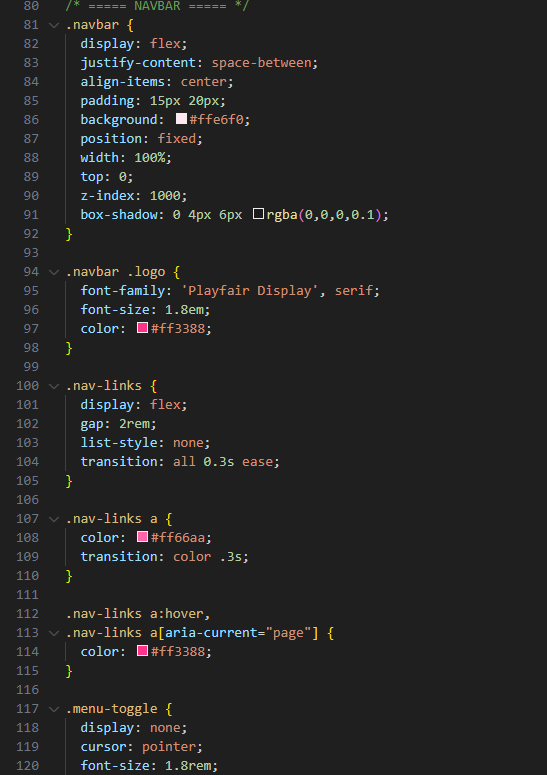 80 /* ===== NAVBAR ===== */
81 .navbar {
82 display: flex;
83 justify-content: space-between;
84 align-items: center;
85 padding: 15px 20px;
86 background: #ffe6f0;
87 position: fixed;
88 width: 100%;
89 top: 0;
90 z-index: 1000;
91 box-shadow: 0 4px 6px rgba(0,0,0,0.1);
92 }
93
94 .navbar .logo {
95 font-family: 'Playfair Display', serif;
96 font-size: 1.8em;
97 color: #ff3388;
98 }
99
100 .nav-links {
101 display: flex;
102 gap: 2rem;
103 list-style: none;
104 transition: all 0.3s ease;
105 }
106
107 .nav-links a {
108 color: #ff66aa;
109 transition: color .3s;
110 }
111
112 .nav-links a:hover,
113 .nav-links a[aria-current="page"] {
114 color: #ff3388;
115 }
116
117 .menu-toggle {
118 display: none;
119 cursor: pointer;
120 font-size: 1.8rem;